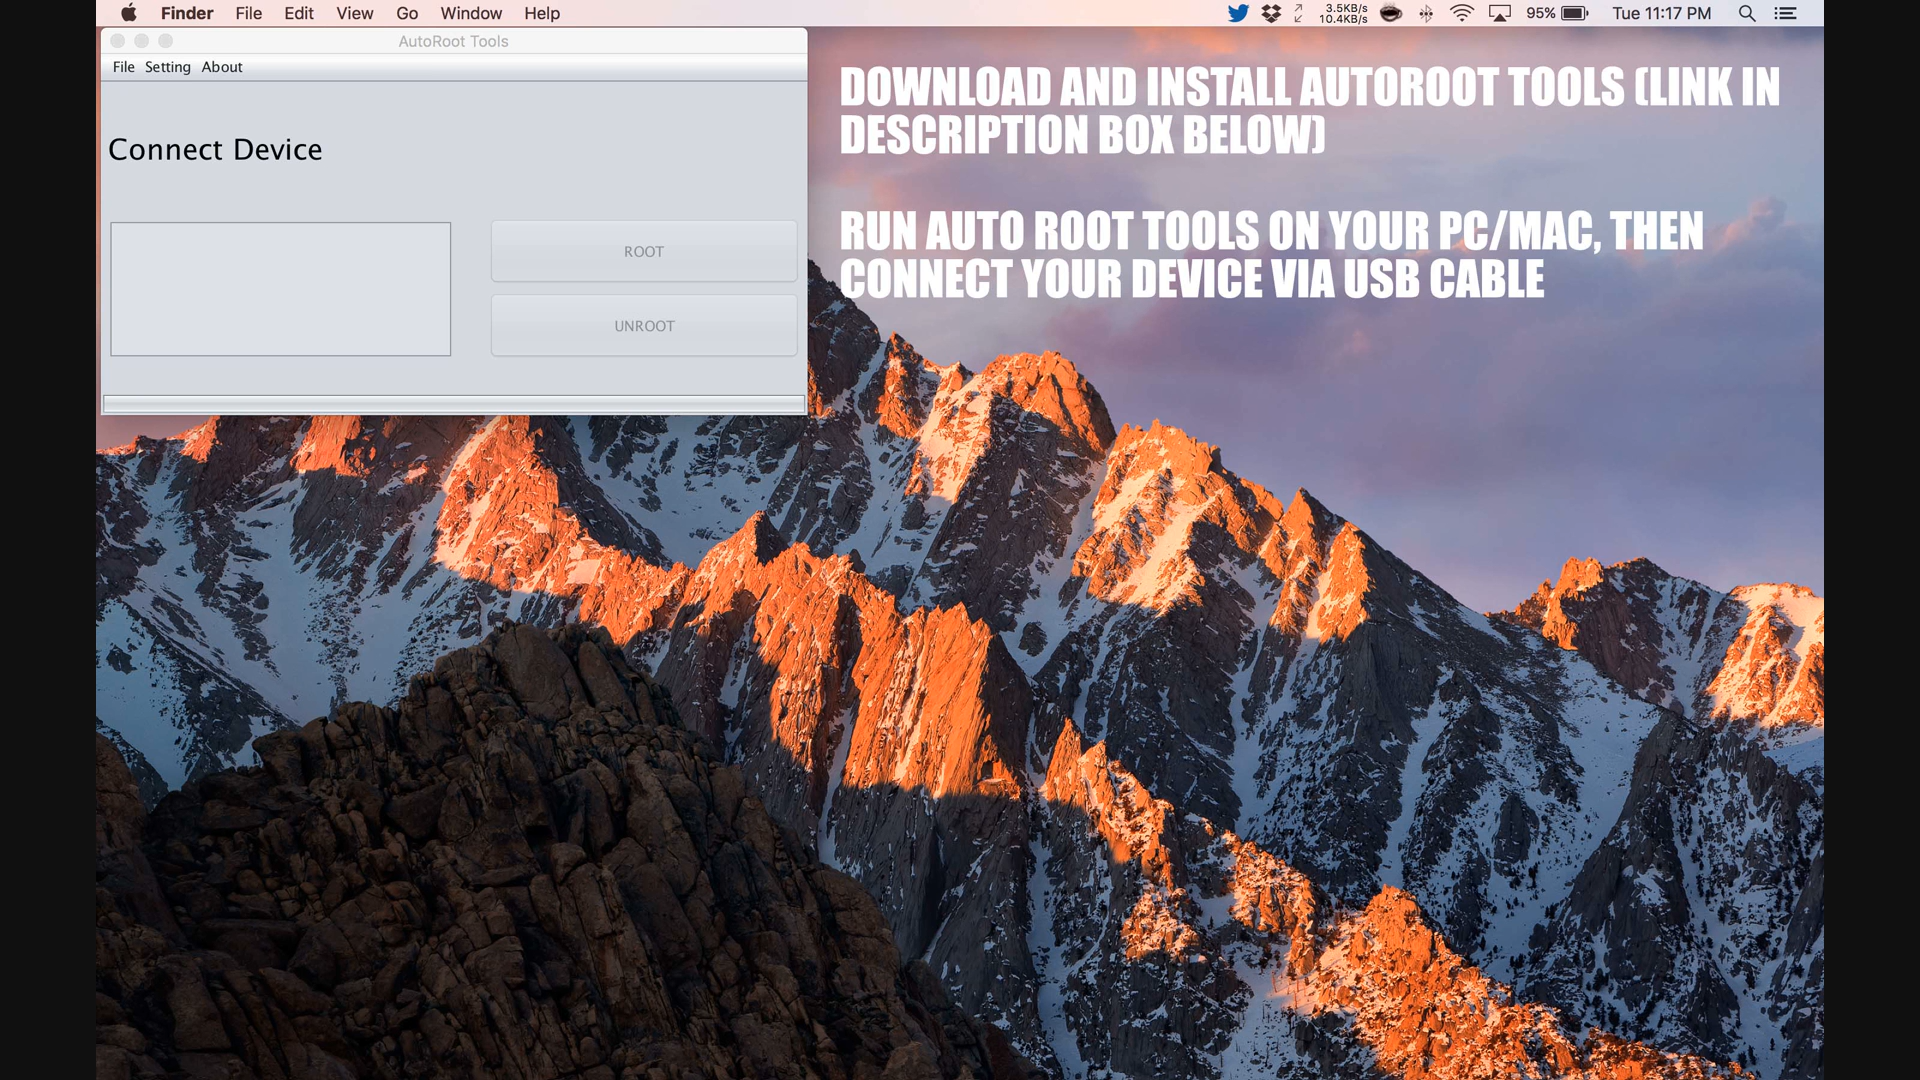 Finder File Edit View Go Window Help
3.5KB/s
10.4KB/s
95%
Tue 11:17 PM
AutoRoot Tools
File Setting About
Connect Device
ROOT
UNROOT
DOWNLOAD AND INSTALL AUTOROOT TOOLS (LINK IN
DESCRIPTION BOX BELOW)
RUN AUTO ROOT TOOLS ON YOUR PC/MAC, THEN
CONNECT YOUR DEVICE VIA USB CABLE